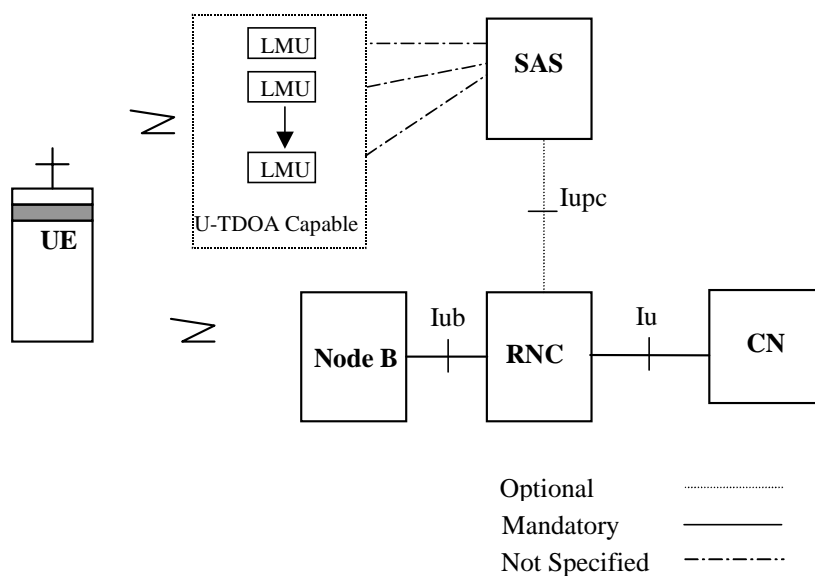 LMU
LMU
LMU
U-TDOA Capable
SAS
Iupc
UE
Node B
Iub
RNC
Iu
CN
Optional
Mandatory
Not Specified